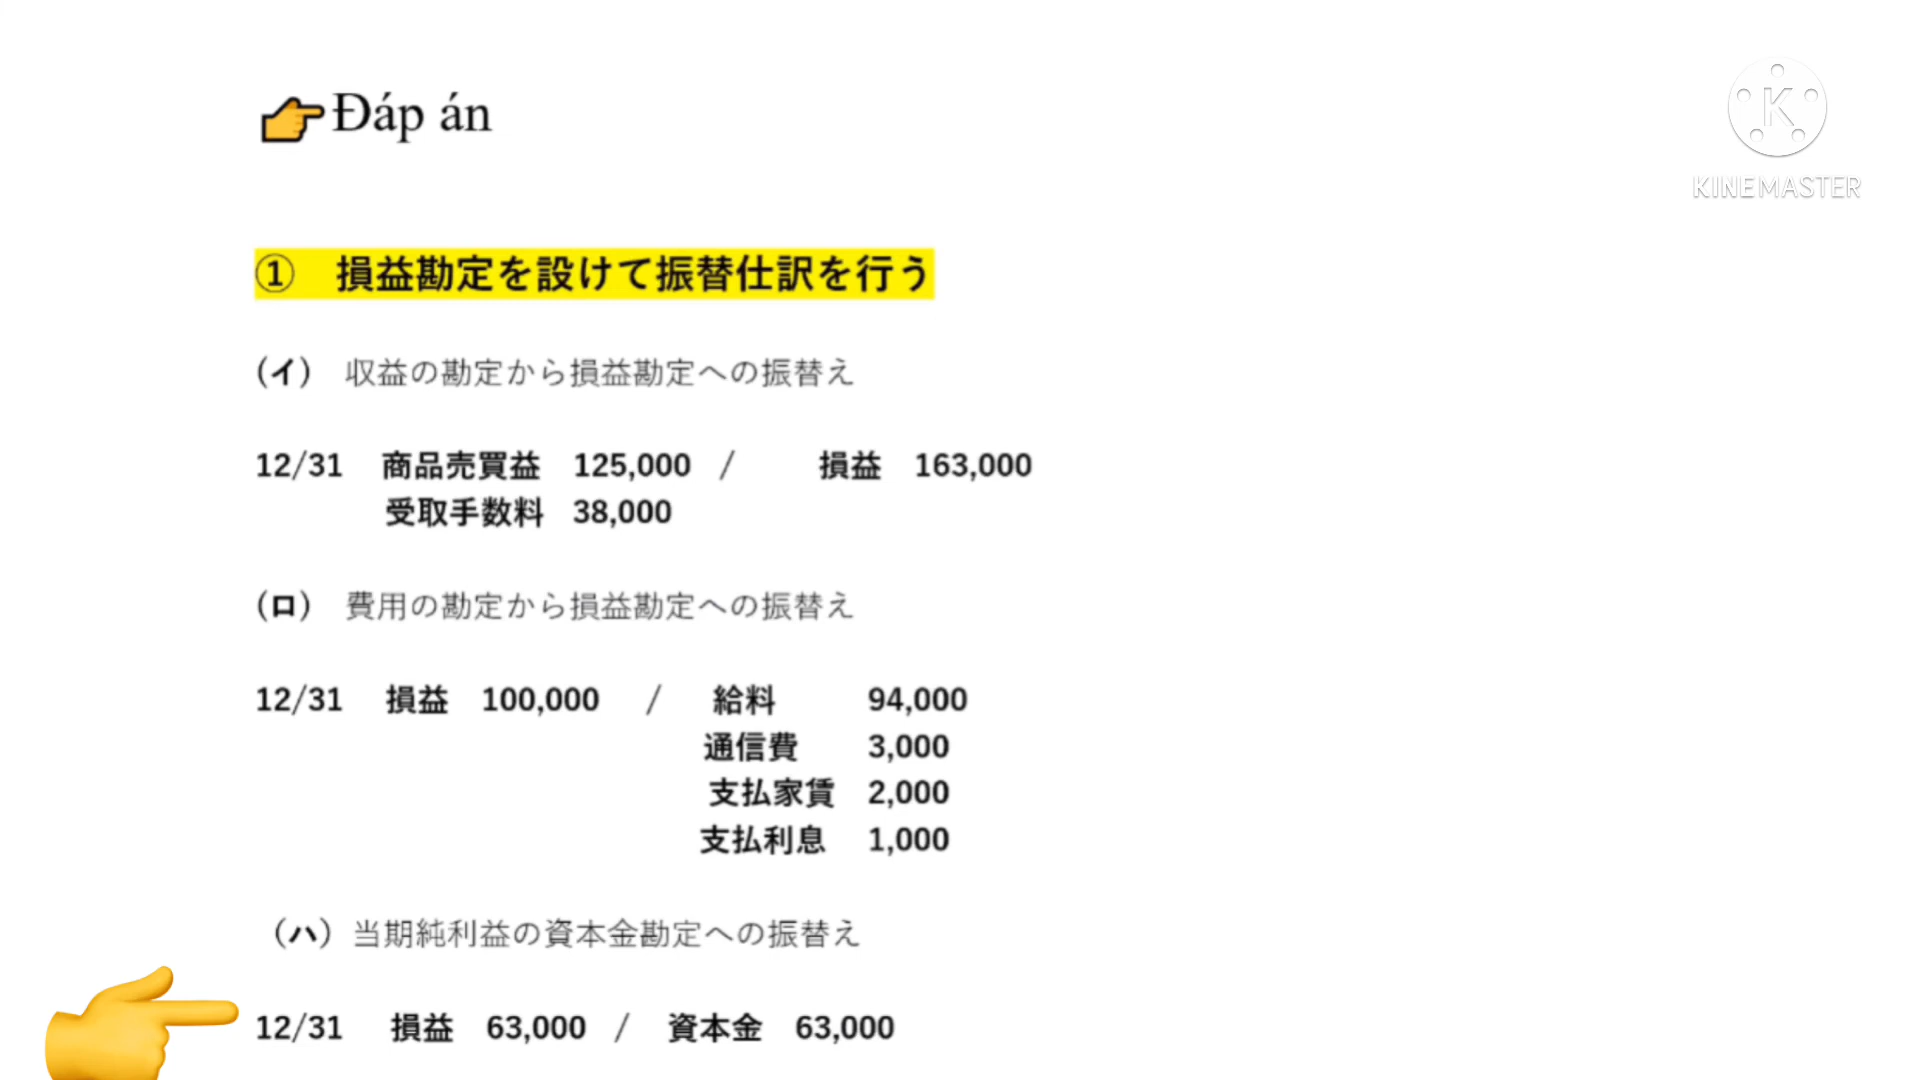 👉Đáp án
KINEMASTER
① 損益勘定を設けて振替仕訳を行う
（イ） 収益の勘定から損益勘定への振替え
12/31 商品売買益 125,000 / 損益 163,000
受取手数料 38,000
（ロ） 費用の勘定から損益勘定への振替え
12/31 損益 100,000 / 給料 94,000
通信費 3,000
支払家賃 2,000
支払利息 1,000
（ハ）当期純利益の資本金勘定への振替え
12/31 損益 63,000 / 資本金 63,000